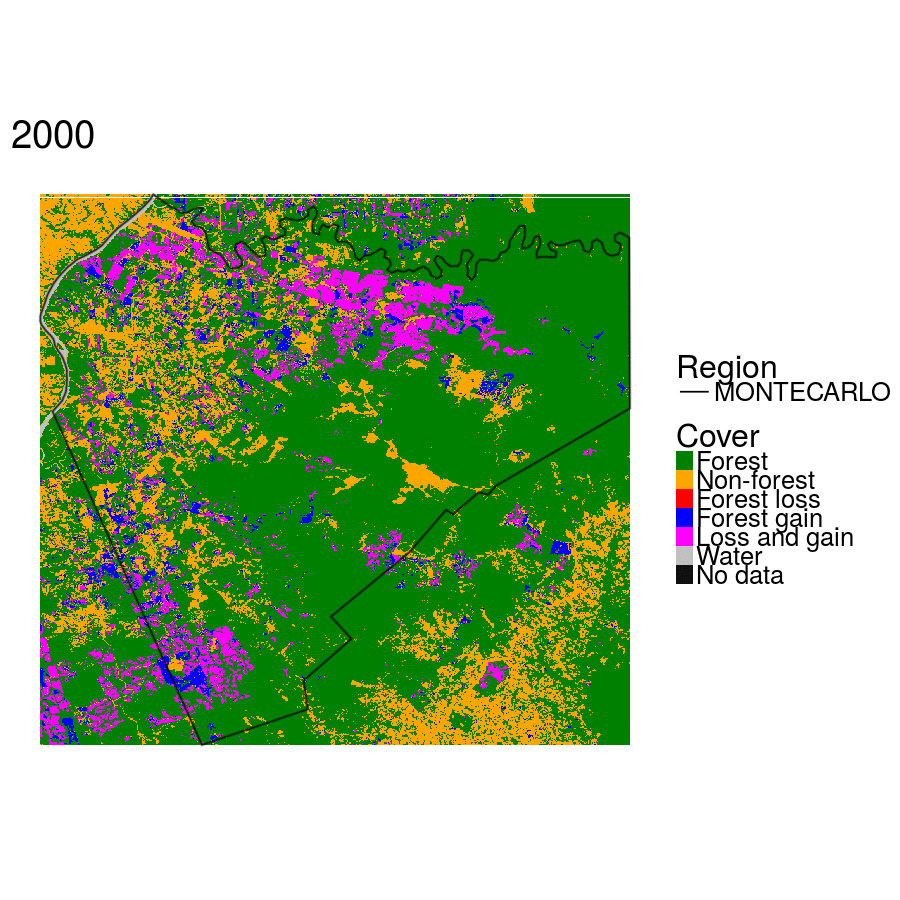 2000
Region
MONTECARLO
Cover
Forest
Non-forest
Forest loss
Forest gain
Loss and gain
Water
No data